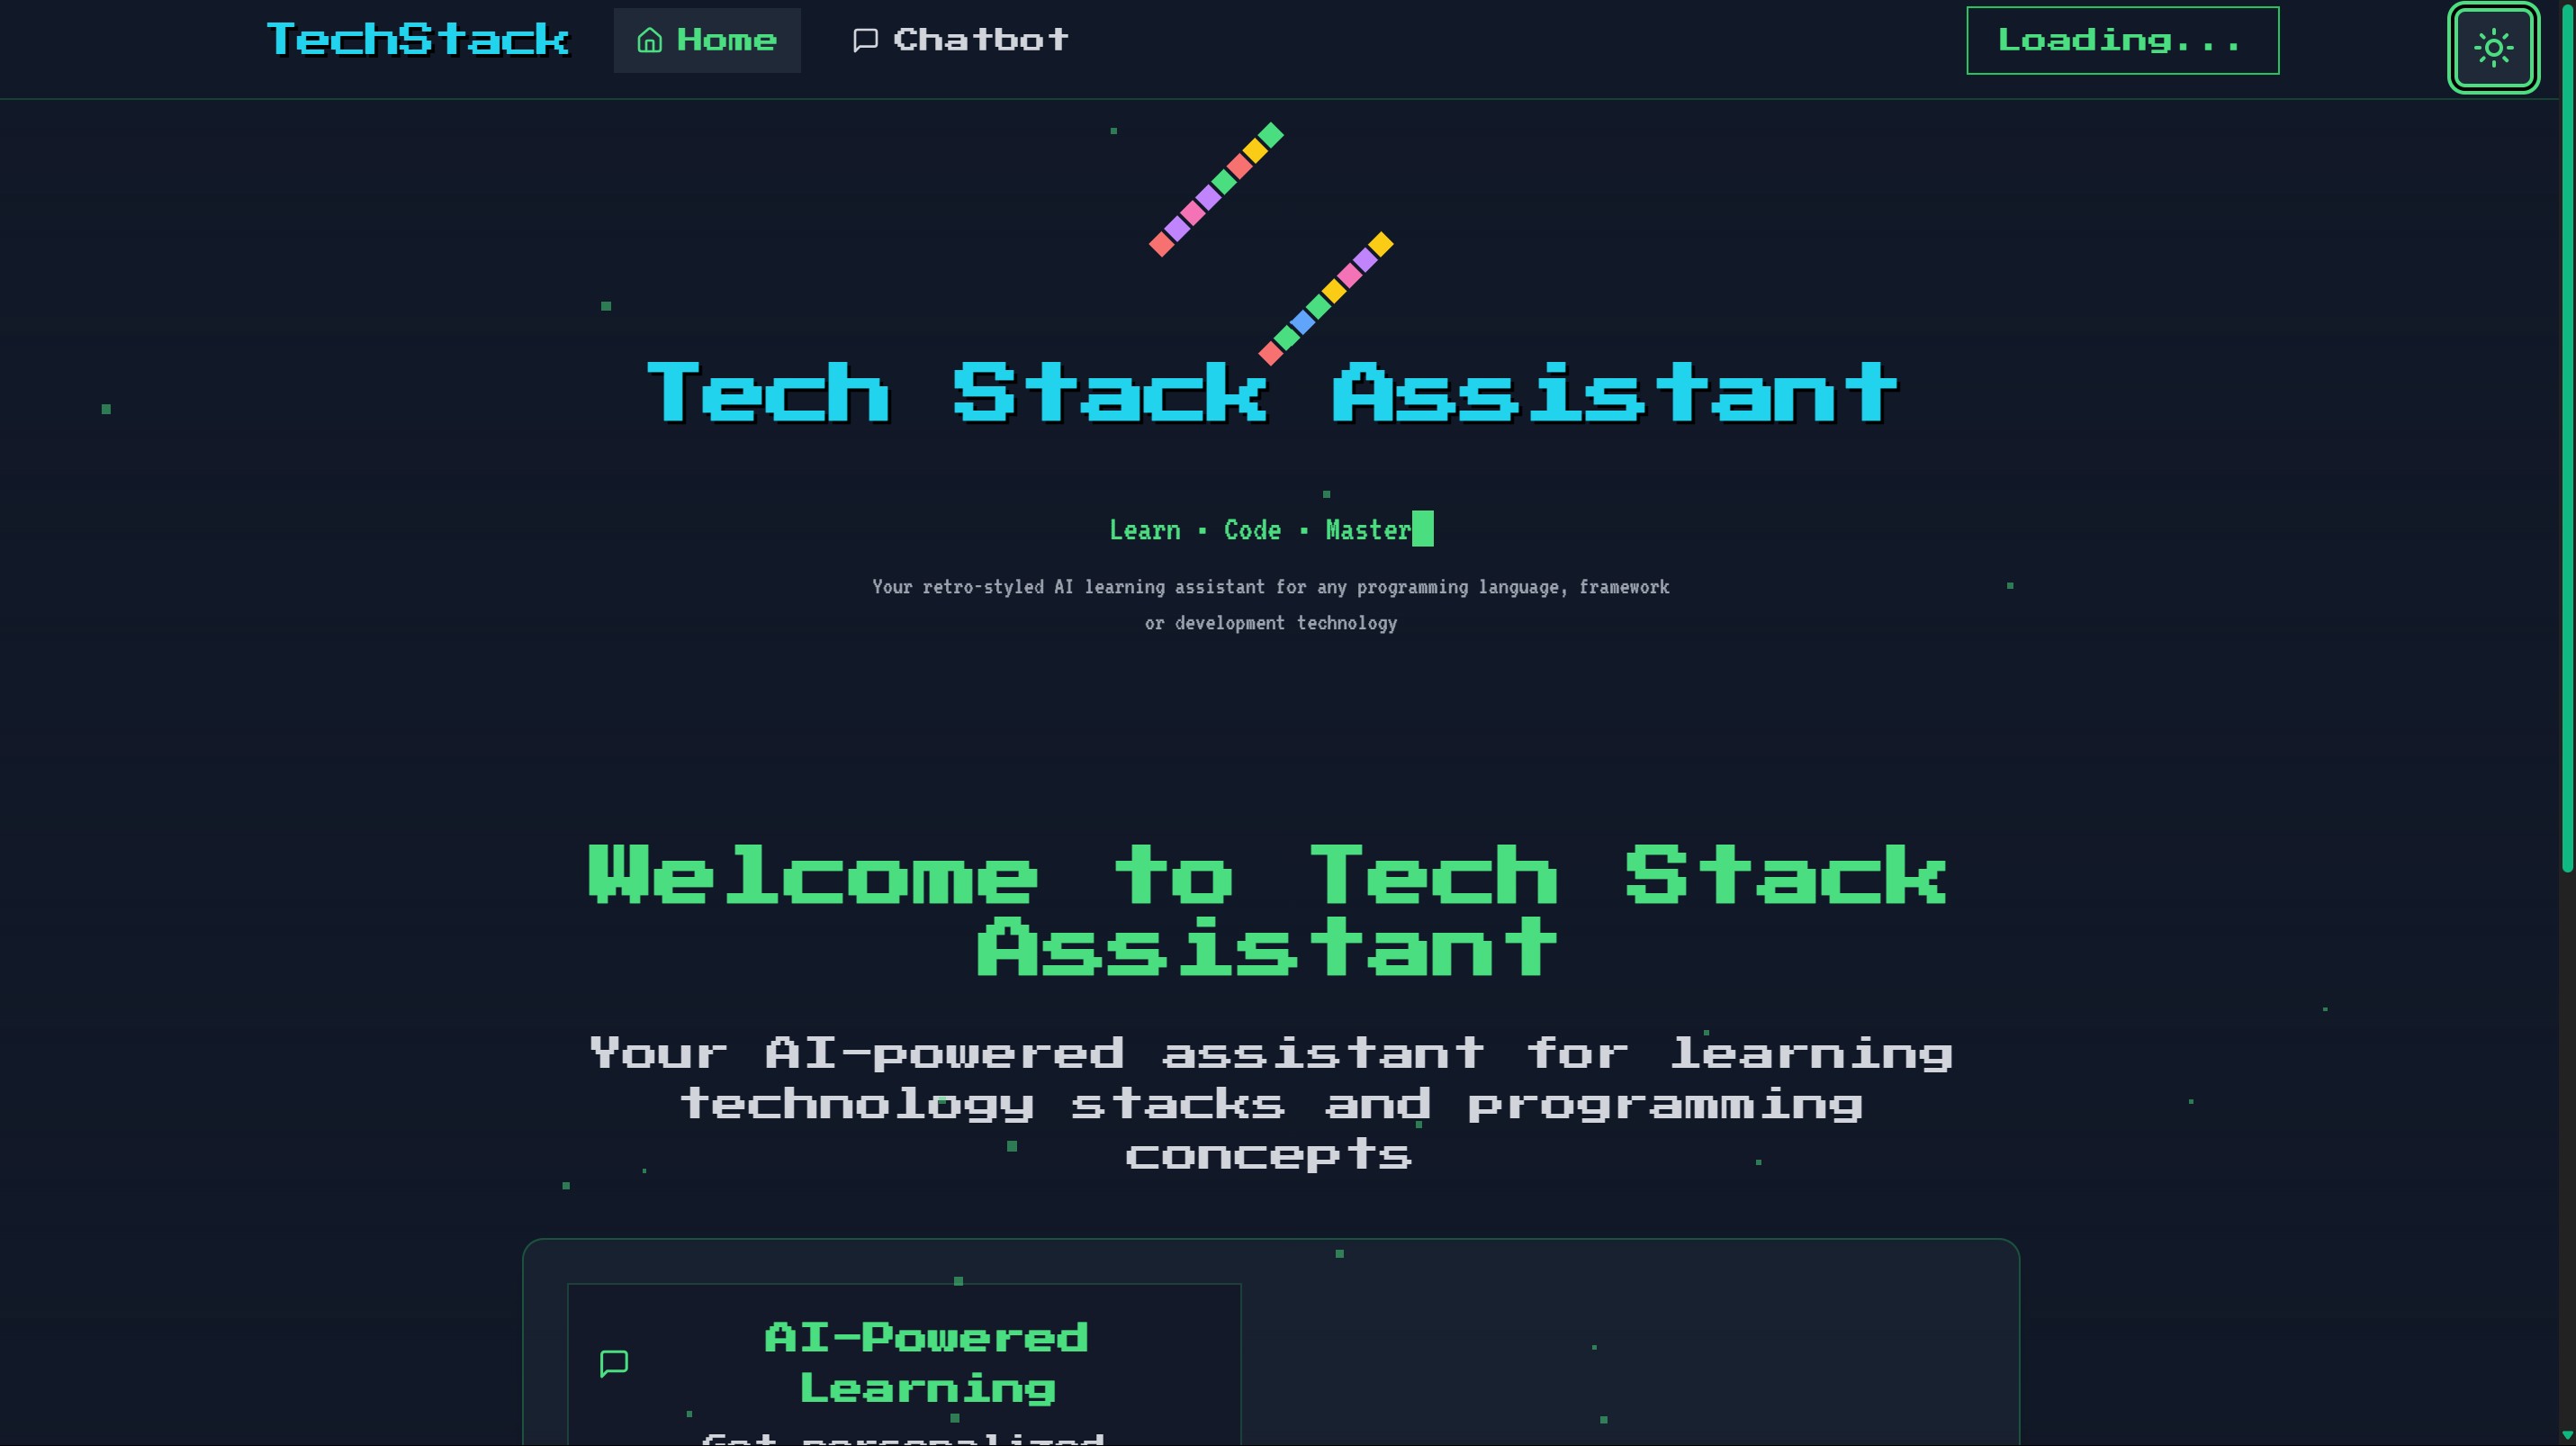 TechStack
Home
Chatbot
Loading...
Tech Stack Assistant
Learn · Code · Master
Your retro-styled AI learning assistant for any programming language, framework
or development technology
Welcome to Tech Stack
Assistant
Your AI-powered assistant for learning
technology stacks and programming
concepts
AI-Powered
Learning
Get personalized